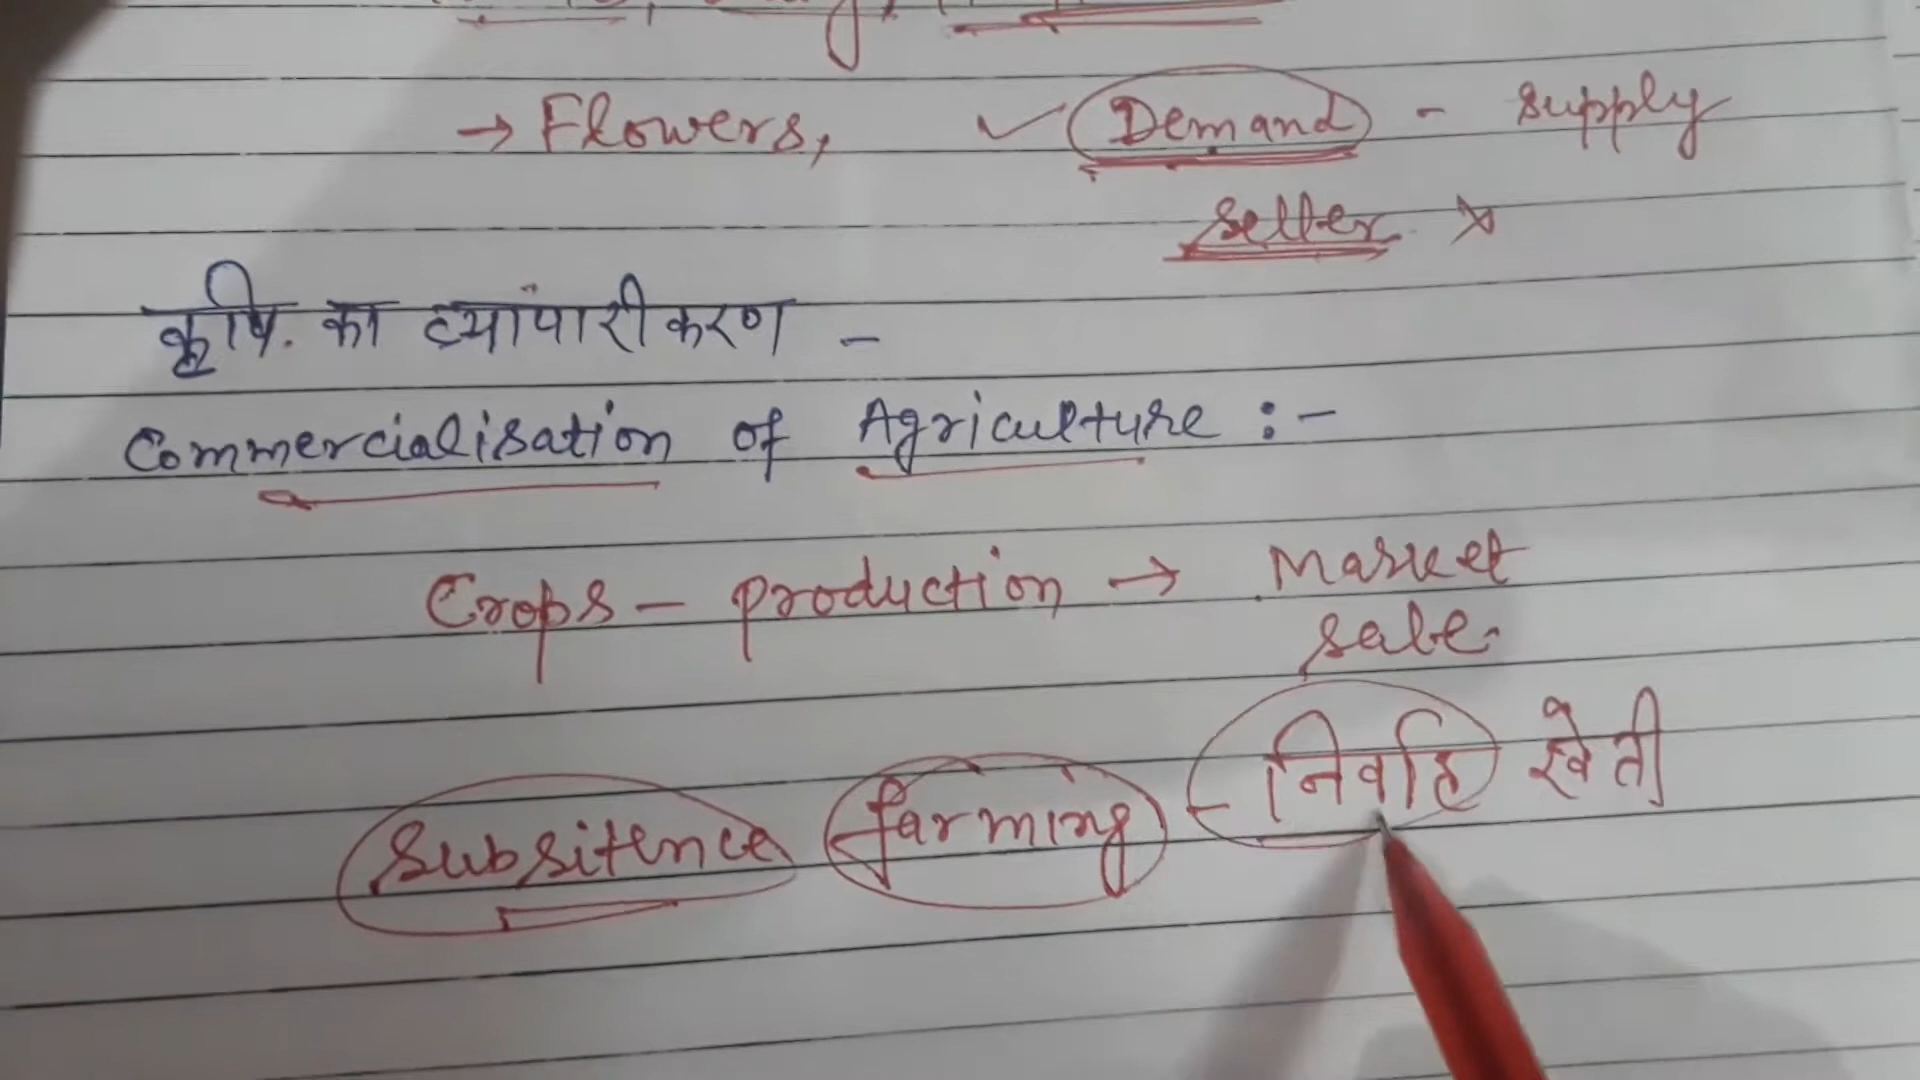 → Flowers, ✓ Demand - supply
seller ×
कृषि. का व्यापारीकरण -
Commercialisation of Agriculture :-
Crops - production → Market
sale.
Subsitence farming - निर्वाह खेती